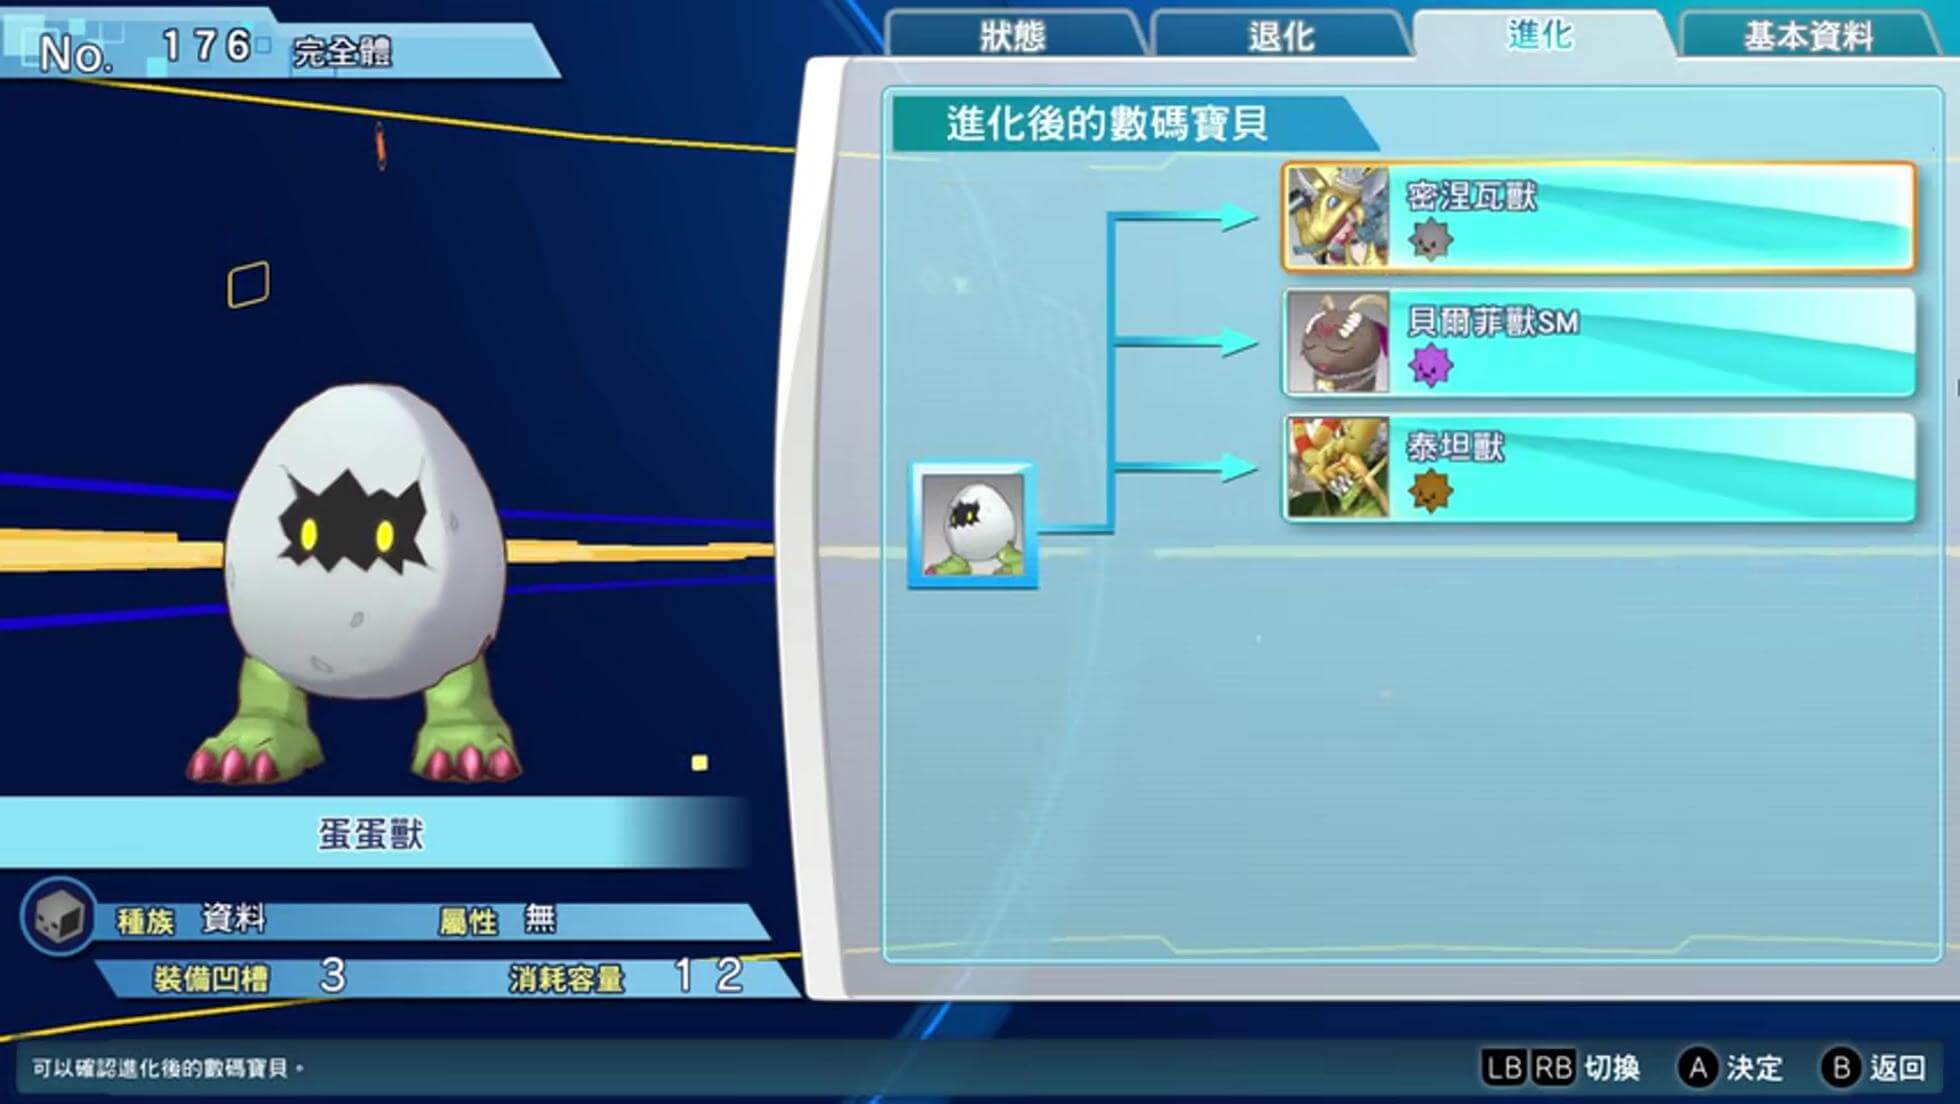 No. 176 完全體
狀態
退化
進化
基本資料
進化後的數碼寶貝
密涅瓦獸
貝爾菲獸SM
泰坦獸
蛋蛋獸
種族 資料 屬性 無
裝備凹槽 3 消耗容量 12
可以確認進化後的數碼寶貝。
LB RB 切換 A 決定 B 返回